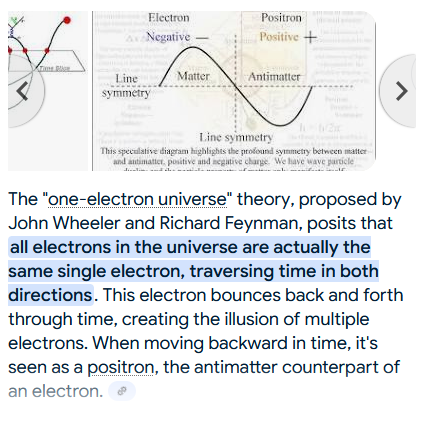 Electron
Positron
Negative —
Positive +
Time Slice
Matter
Antimatter
Line
symmetry
Line symmetry
This speculative diagram highlights the profound symmetry between matter
and antimatter, positive and negative charge. We have wave particle
The "one-electron universe" theory, proposed by
John Wheeler and Richard Feynman, posits that
all electrons in the universe are actually the
same single electron, traversing time in both
directions. This electron bounces back and forth
through time, creating the illusion of multiple
electrons. When moving backward in time, it's
seen as a positron, the antimatter counterpart of
an electron.